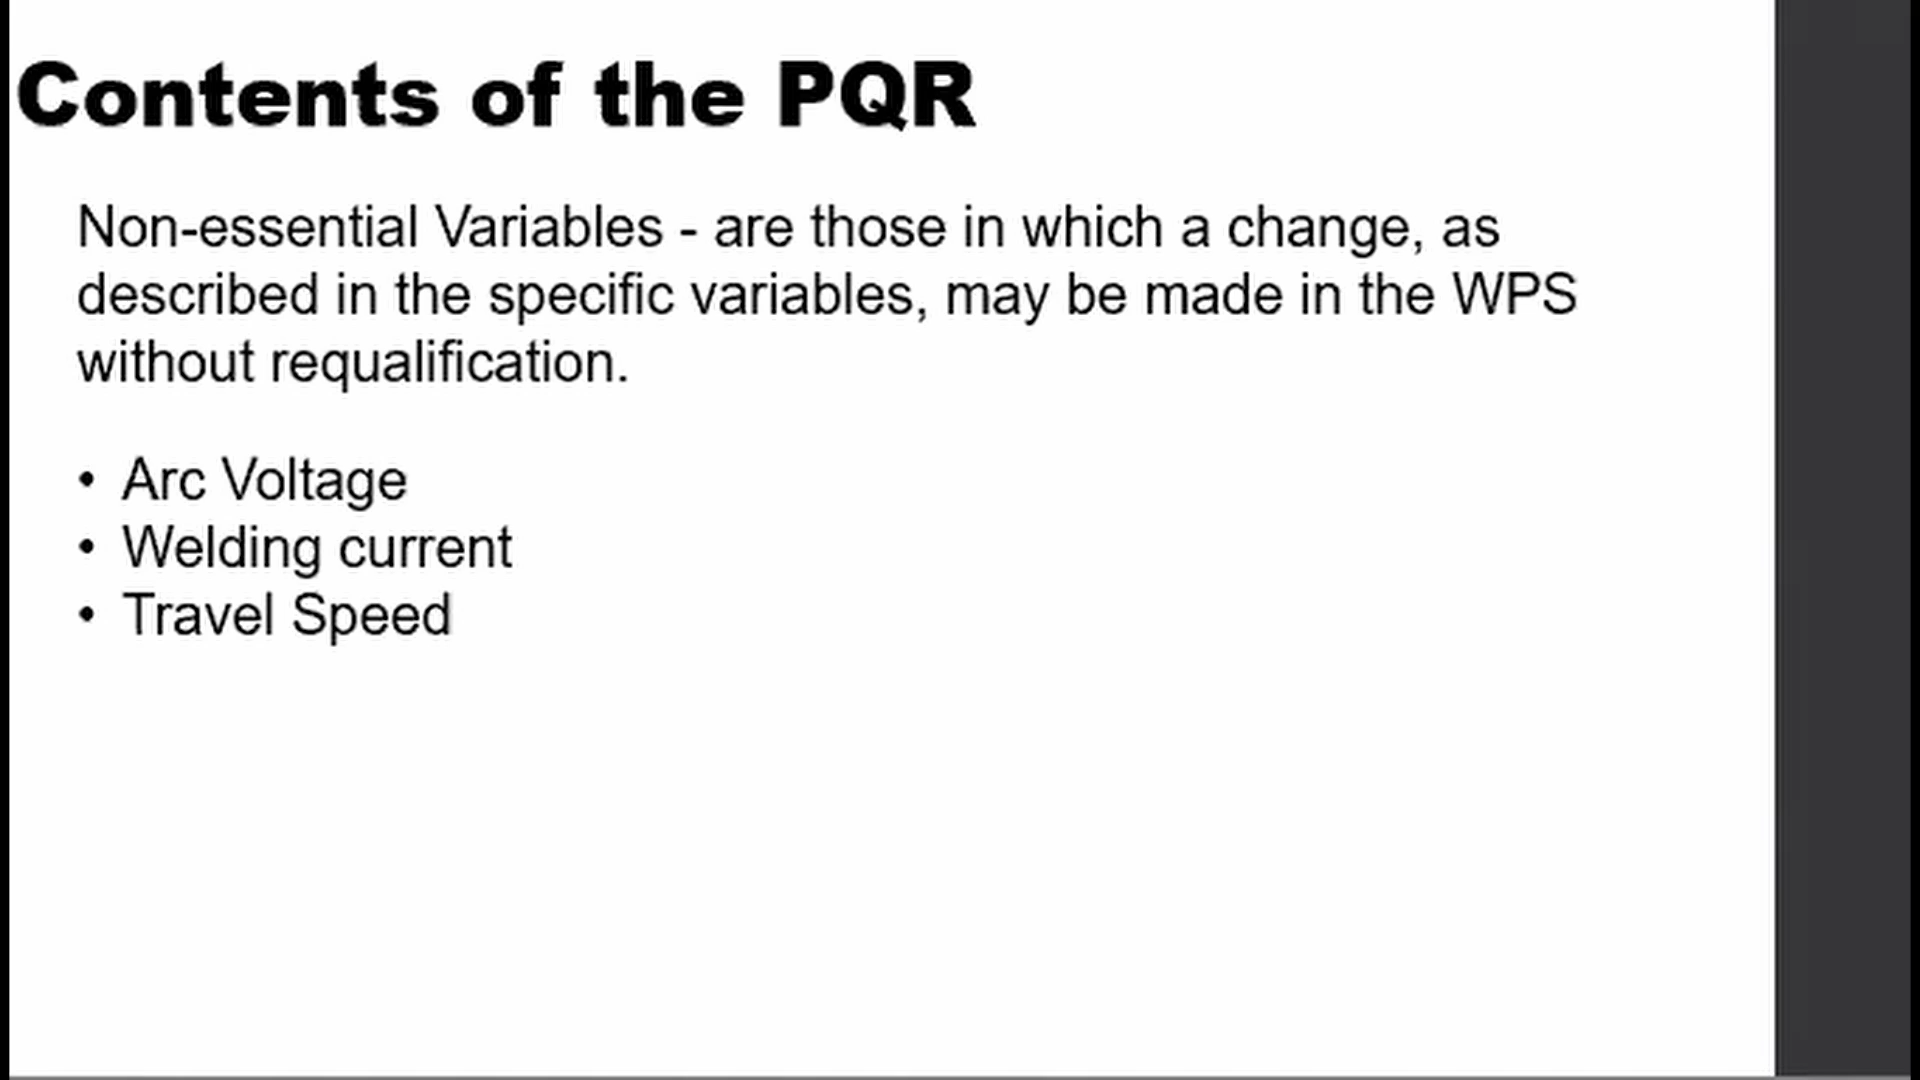 Contents of the PQR
Non-essential Variables - are those in which a change, as
described in the specific variables, may be made in the WPS
without requalification.
• Arc Voltage
• Welding current
• Travel Speed